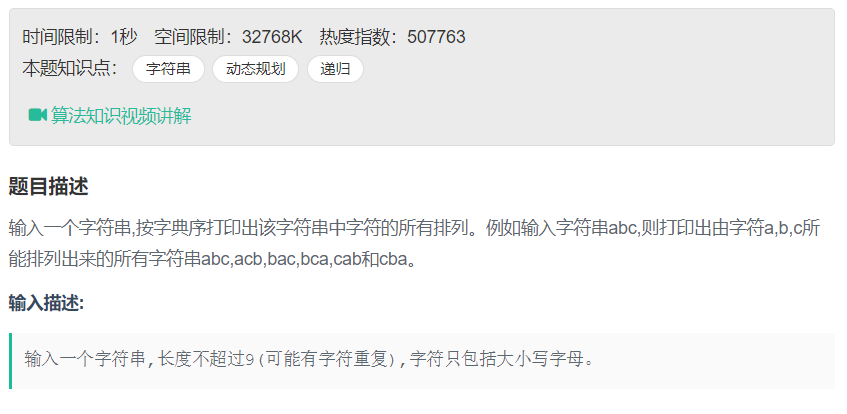 时间限制：1秒 空间限制：32768K 热度指数：507763
本题知识点： 字符串 动态规划 递归
算法知识视频讲解
题目描述
输入一个字符串,按字典序打印出该字符串中字符的所有排列。例如输入字符串abc,则打印出由字符a,b,c所
能排列出来的所有字符串abc,acb,bac,bca,cab和cba。
输入描述:
输入一个字符串,长度不超过9(可能有字符重复),字符只包括大小写字母。